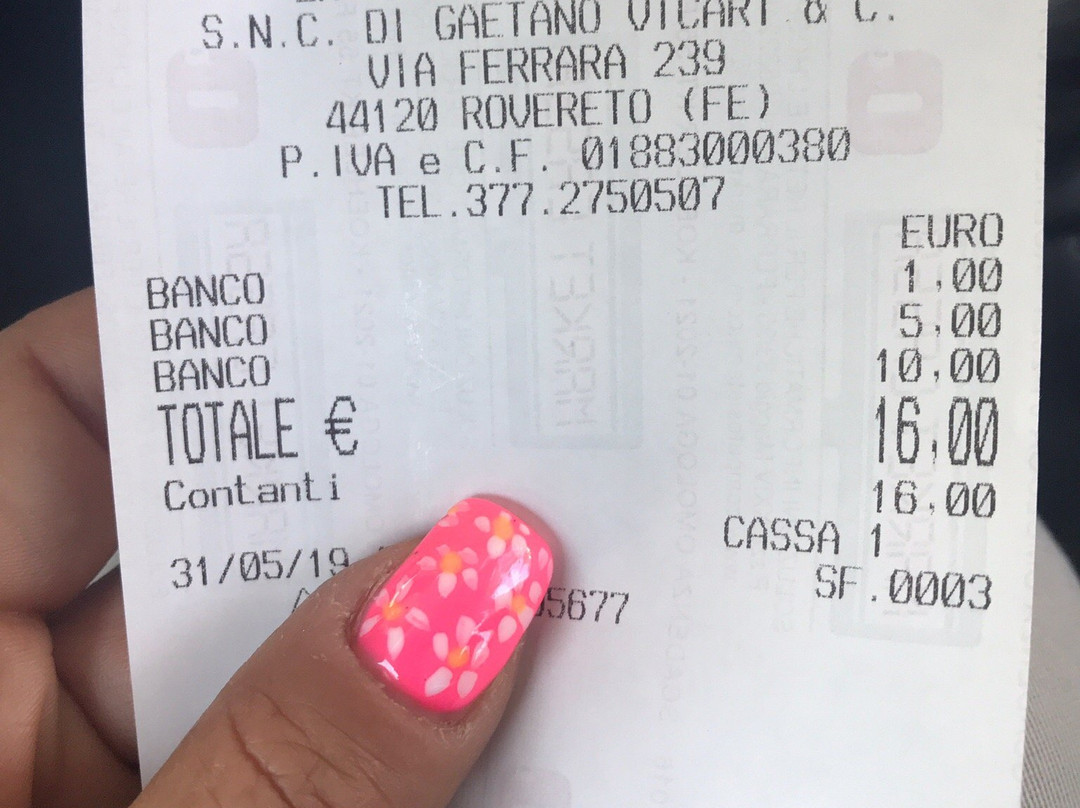 S.N.C. DI GAETANO VICARI & C.
VIA FERRARA 239
44120 ROVERETO (FE)
P.IVA e C.F. 01883000380
TEL.377.2750507
EURO
BANCO 1,00
BANCO 5,00
BANCO 10,00
TOTALE € 16,00
Contanti 16,00
CASSA 1
31/05/19 SF.0003
5677